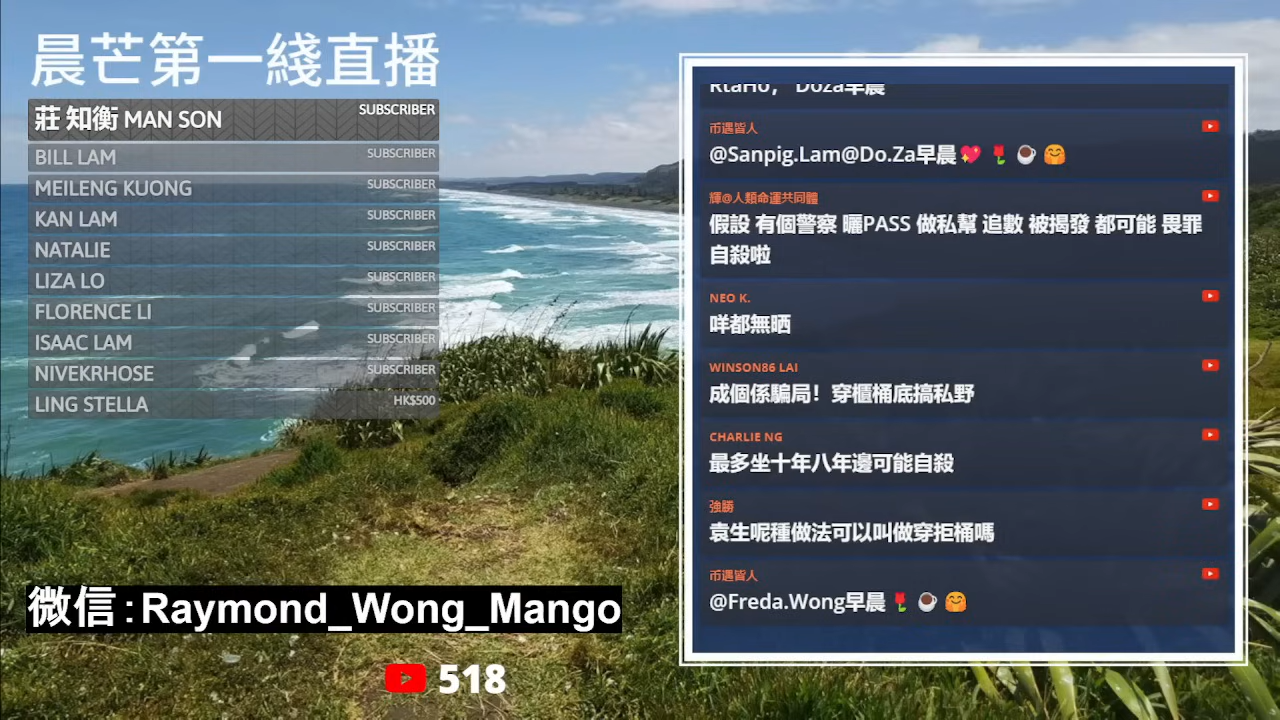 晨芒第一綫直播
莊 知衡 MAN SON SUBSCRIBER
BILL LAM SUBSCRIBER
MEILENG KUONG SUBSCRIBER
KAN LAM SUBSCRIBER
NATALIE SUBSCRIBER
LIZA LO SUBSCRIBER
FLORENCE LI SUBSCRIBER
ISAAC LAM SUBSCRIBER
NIVEKRHOSE SUBSCRIBER
LING STELLA HK$500
微信:Raymond_Wong_Mango
518
RitaHo， Doza早晨
币遇皆人
@Sanpig.Lam@Do.Za早晨💖🌷☕🤗
輝@人類命運共同體
假設 有個警察 曬PASS 做私幫 追數 被揭發 都可能 畏罪
自殺啦
NEO K.
咩都無晒
WINSON86 LAI
成個係騙局！穿櫃桶底搞私野
CHARLIE NG
最多坐十年八年邊可能自殺
強勝
袁生呢種做法可以叫做穿拒桶嗎
币遇皆人
@Freda.Wong早晨🌷☕🤗